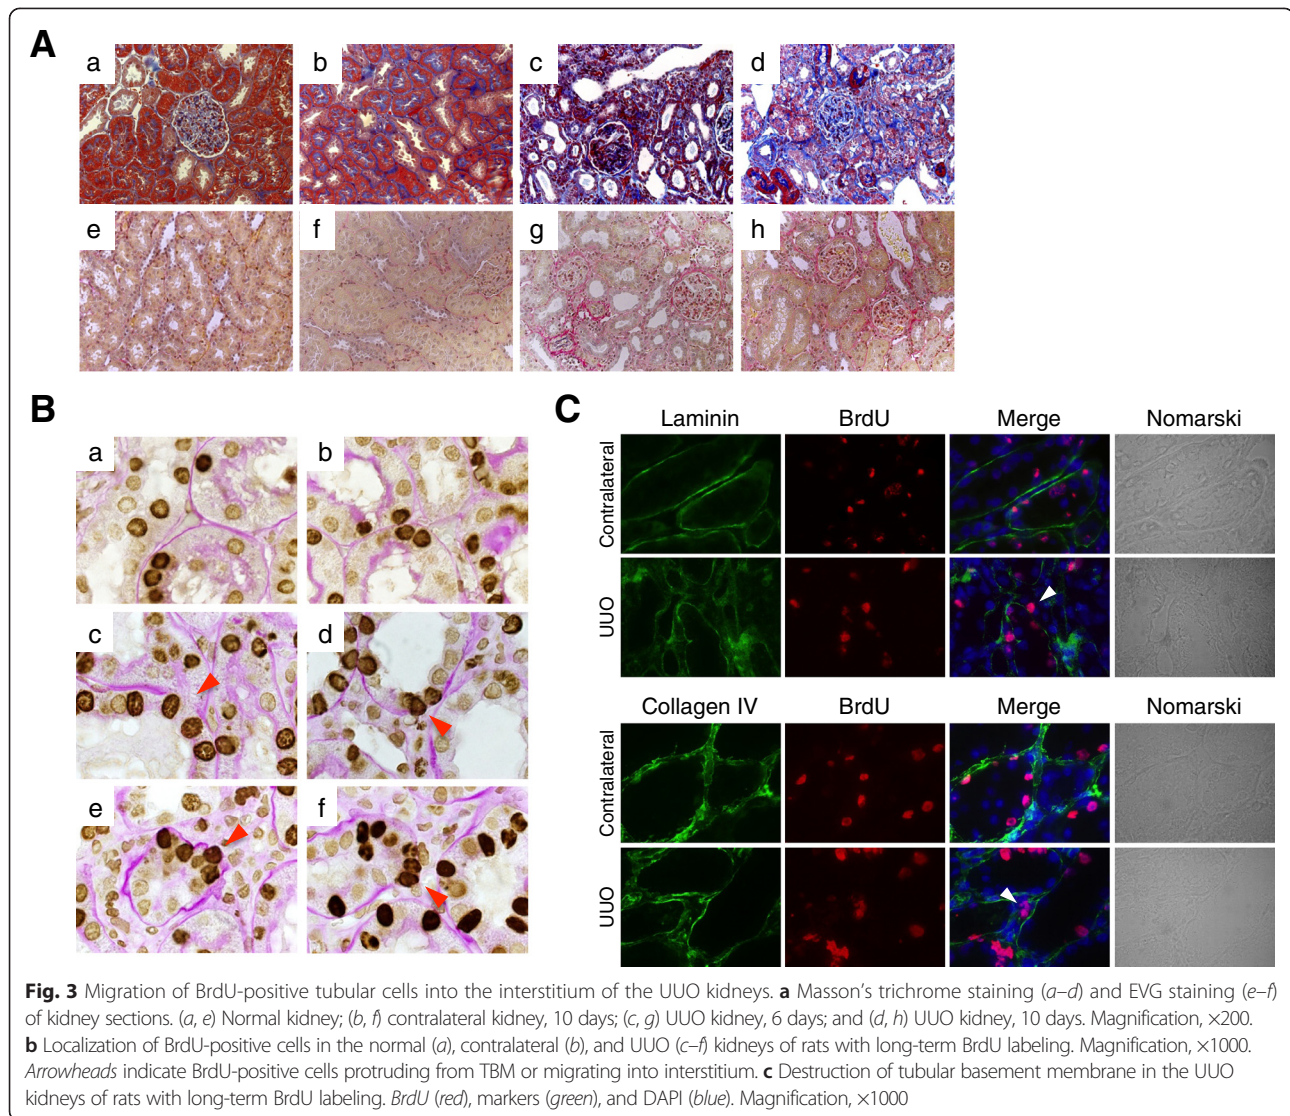 A
a b c d
e f g h
B
a b
c d
e f
C
Laminin BrdU Merge Nomarski
Contralateral
UUO
Collagen IV BrdU Merge Nomarski
Contralateral
UUO
Fig. 3 Migration of BrdU-positive tubular cells into the interstitium of the UUO kidneys. a Masson's trichrome staining (a–d) and EVG staining (e–f)
of kidney sections. (a, e) Normal kidney; (b, f) contralateral kidney, 10 days; (c, g) UUO kidney, 6 days; and (d, h) UUO kidney, 10 days. Magnification, ×200.
b Localization of BrdU-positive cells in the normal (a), contralateral (b), and UUO (c–f) kidneys of rats with long-term BrdU labeling. Magnification, ×1000.
Arrowheads indicate BrdU-positive cells protruding from TBM or migrating into interstitium. c Destruction of tubular basement membrane in the UUO
kidneys of rats with long-term BrdU labeling. BrdU (red), markers (green), and DAPI (blue). Magnification, ×1000